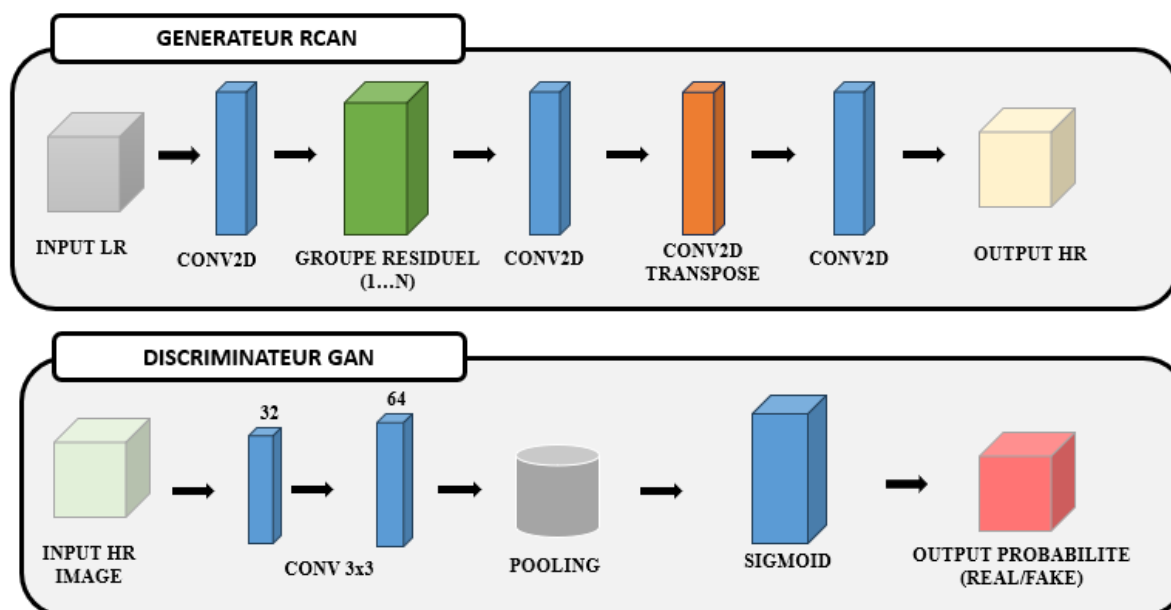 GENERATEUR RCAN
INPUT LR
CONV2D
GROUPE RESIDUEL
(1...N)
CONV2D
CONV2D
TRANSPOSE
CONV2D
OUTPUT HR
DISCRIMINATEUR GAN
32
64
INPUT HR
IMAGE
CONV 3x3
POOLING
SIGMOID
OUTPUT PROBABILITE
(REAL/FAKE)